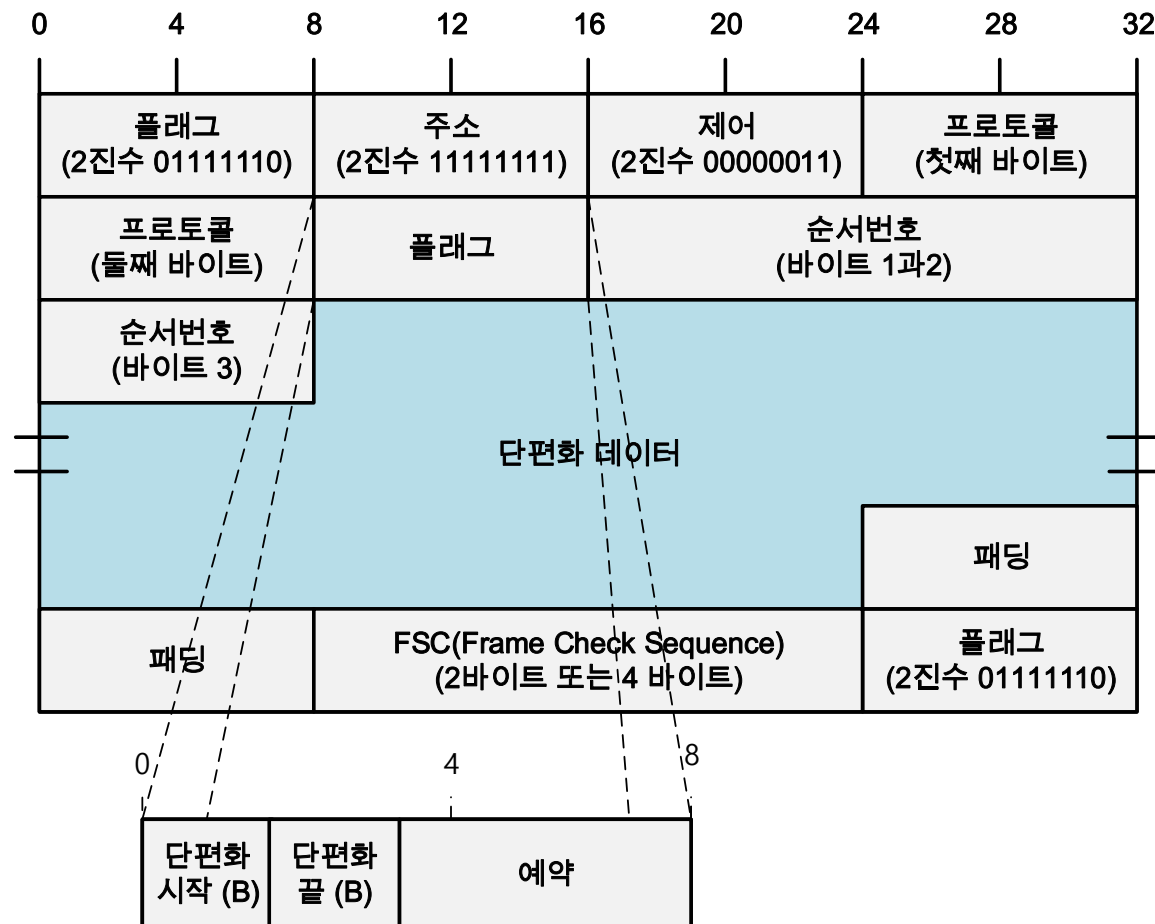 0 4 8 12 16 20 24 28 32
플래그
(2진수 01111110)
주소
(2진수 11111111)
제어
(2진수 00000011)
프로토콜
(첫째 바이트)
프로토콜
(둘째 바이트)
플래그
순서번호
(바이트 1과2)
순서번호
(바이트 3)
단편화 데이터
패딩
패딩
FSC(Frame Check Sequence)
(2바이트 또는 4 바이트)
플래그
(2진수 01111110)
0 4 8
단편화
시작 (B)
단편화
끝 (B)
예약